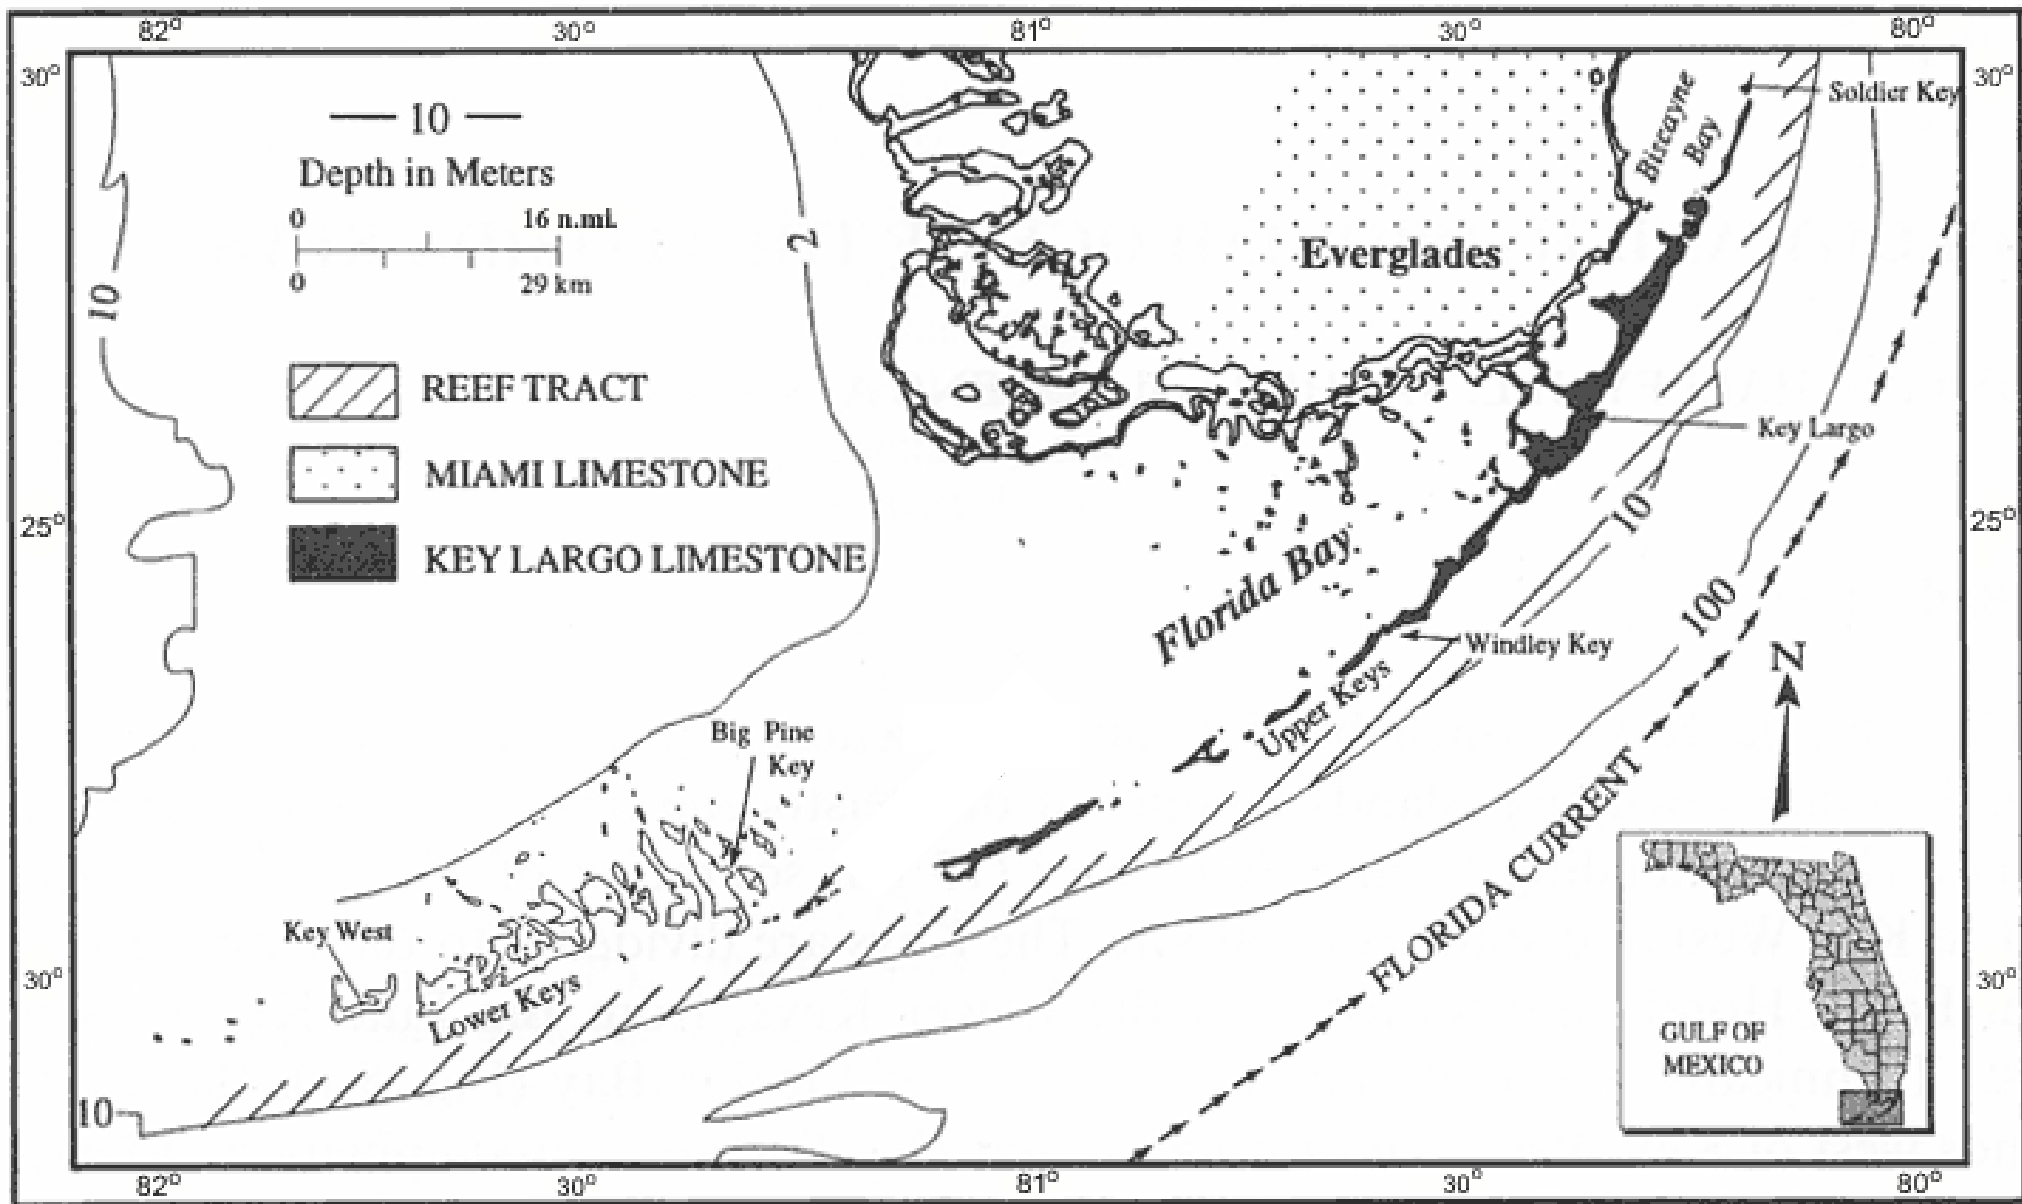 82° 30° 81° 30° 80°
30° 30°
Soldier Key
Biscayne
Bay
10
Depth in Meters
0 16 n.mi.
0 29 km
2
10
Everglades
REEF TRACT
MIAMI LIMESTONE
KEY LARGO LIMESTONE
Key Largo
25° 25°
10
Florida Bay
100
Windley Key
Upper Keys
N
Big Pine
Key
FLORIDA CURRENT
Key West
Lower Keys
30° 30°
GULF OF
MEXICO
10
82° 30° 81° 30° 80°